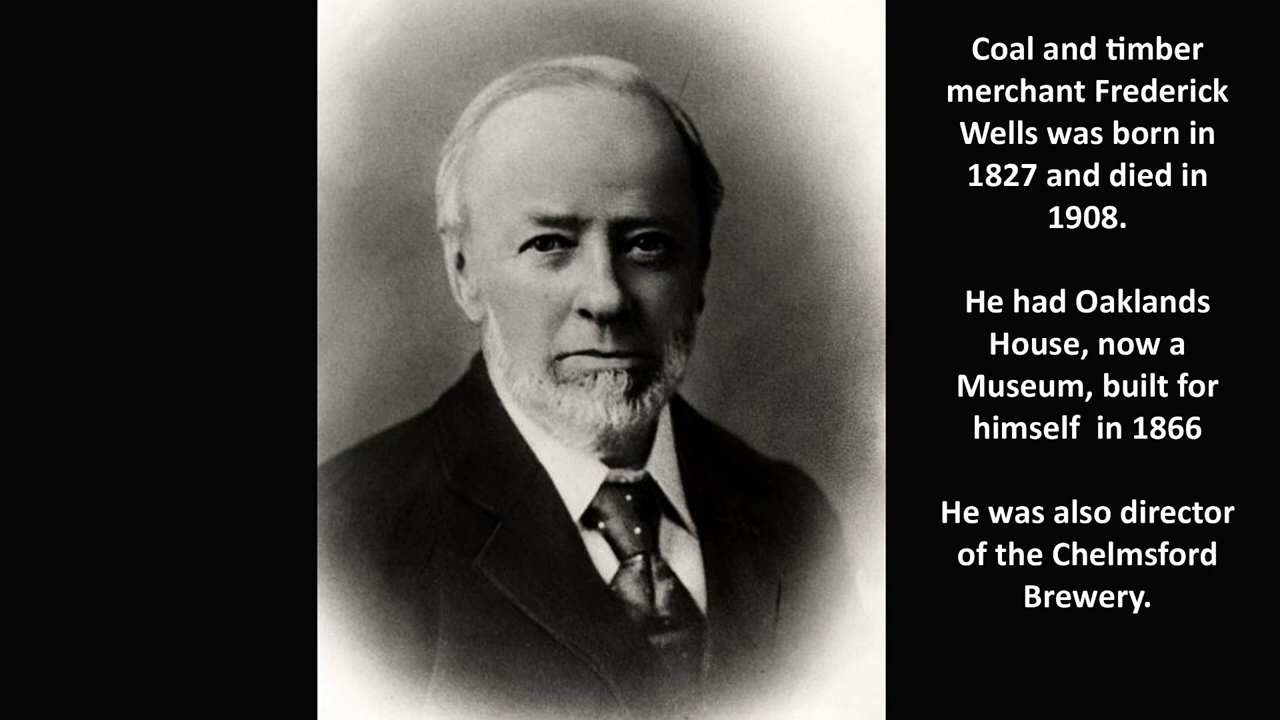 Coal and timber
merchant Frederick
Wells was born in
1827 and died in
1908.
He had Oaklands
House, now a
Museum, built for
himself  in 1866
He was also director
of the Chelmsford
Brewery.